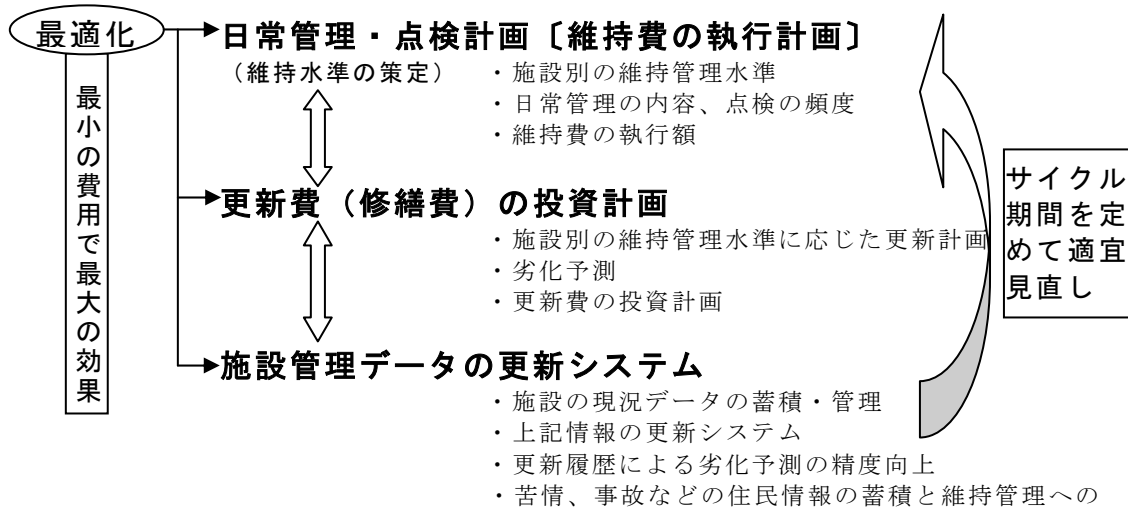 最適化
最小の費用で最大の効果
日常管理・点検計画〔維持費の執行計画〕
（維持水準の策定）
・施設別の維持管理水準
・日常管理の内容、点検の頻度
・維持費の執行額
更新費（修繕費）の投資計画
・施設別の維持管理水準に応じた更新計画
・劣化予測
・更新費の投資計画
施設管理データの更新システム
・施設の現況データの蓄積・管理
・上記情報の更新システム
・更新履歴による劣化予測の精度向上
・苦情、事故などの住民情報の蓄積と維持管理への
サイクル
期間を定
めて適宜
見直し